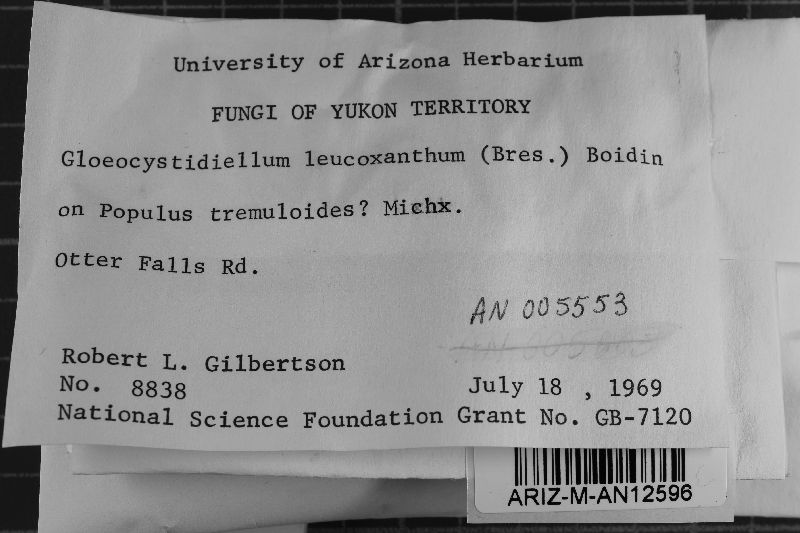 University of Arizona Herbarium
FUNGI OF YUKON TERRITORY
Gloeocystidiellum leucoxanthum (Bres.) Boidin
on Populus tremuloides? Michx.
Otter Falls Rd.
AN 005553
Robert L. Gilbertson
No. 8838
July 18 , 1969
National Science Foundation Grant No. GB-7120
ARIZ-M-AN12596